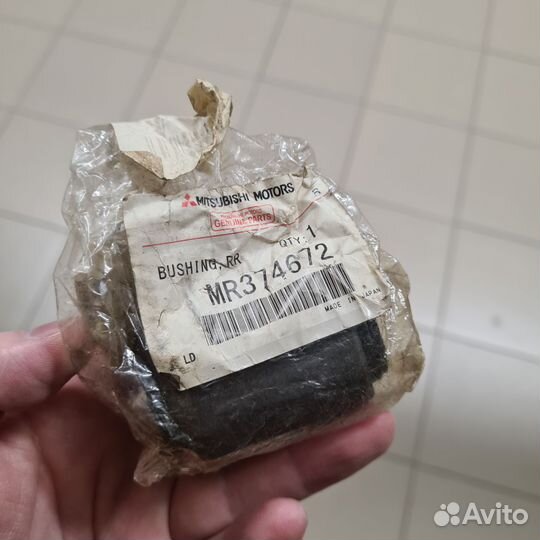 MITSUBISHI MOTORS
GENUINE PARTS
BUSHING,RR
QTY:1
MR374672
MADE IN JAPAN
LD
Avito